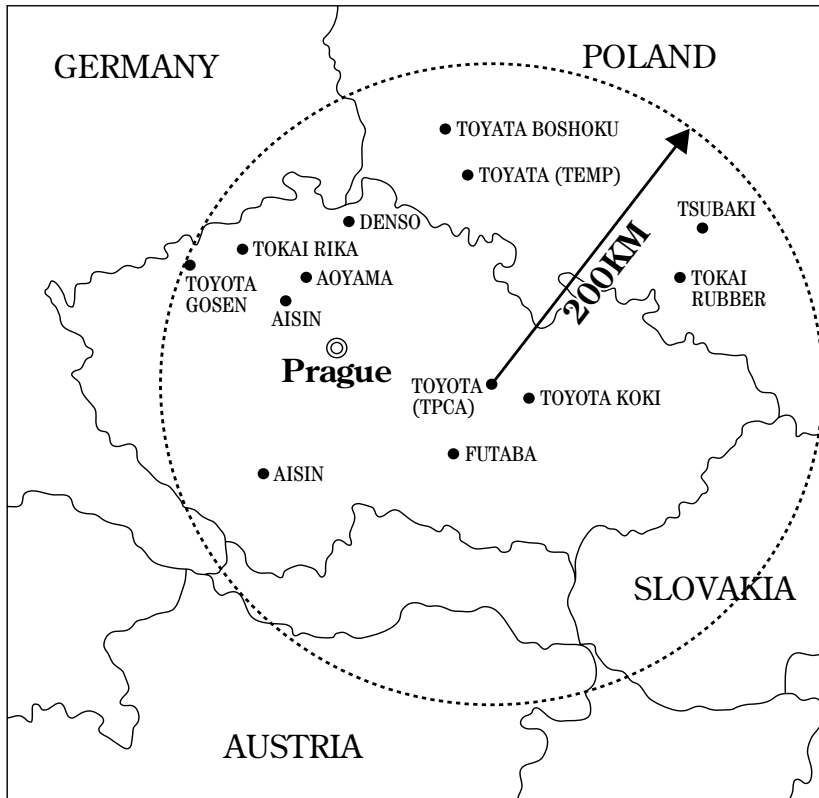 GERMANY
POLAND
TOYATA BOSHOKU
TOYATA (TEMP)
TSUBAKI
DENSO
TOKAI RIKA
TOYOTA
GOSEN
AOYAMA
AISIN
TOKAI
RUBBER
200KM
Prague
TOYOTA
(TPCA)
TOYOTA KOKI
FUTABA
AISIN
SLOVAKIA
AUSTRIA